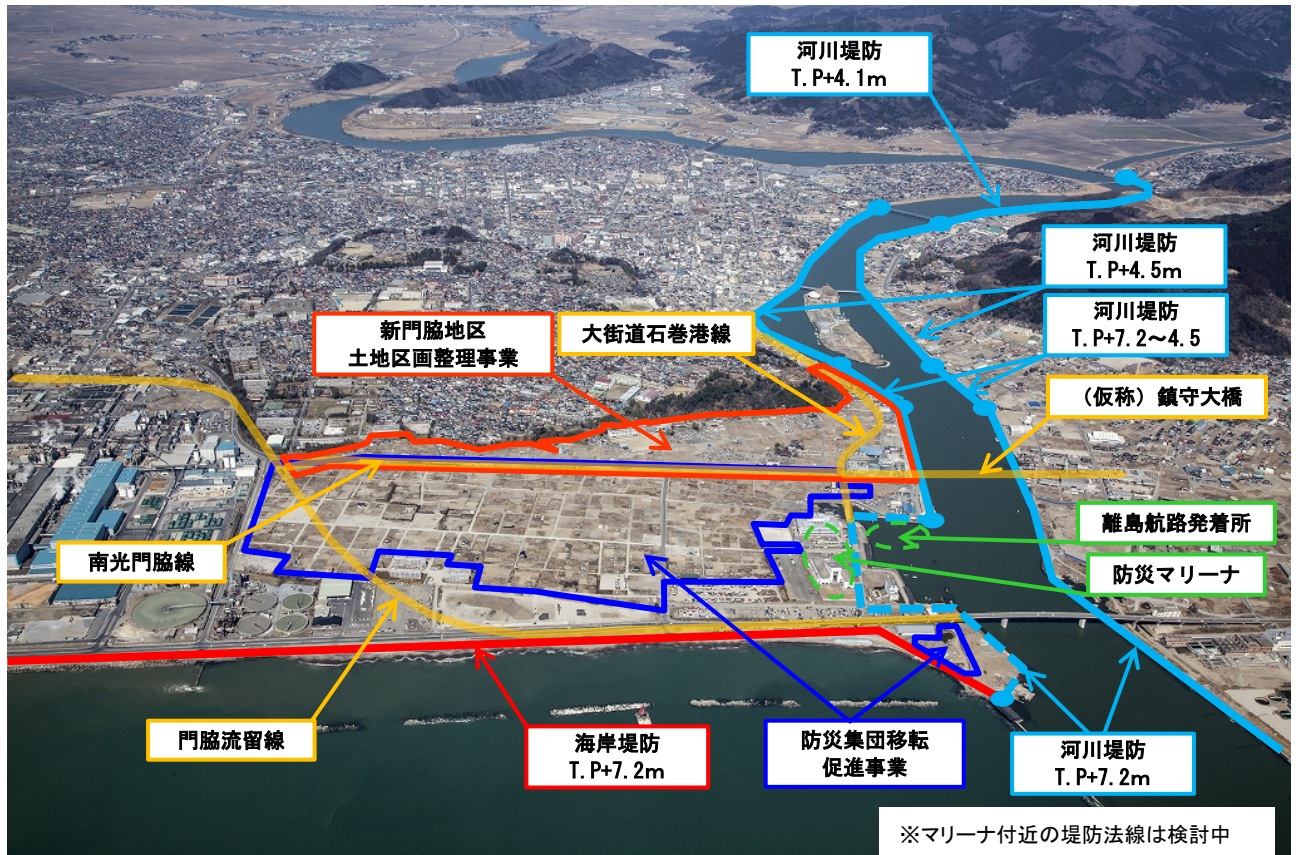 河川堤防
T.P+4.1m
河川堤防
T.P+4.5m
河川堤防
T.P+7.2～4.5
新門脇地区
土地区画整理事業
大街道石巻港線
（仮称）鎮守大橋
離島航路発着所
防災マリーナ
南光門脇線
門脇流留線
海岸堤防
T.P+7.2m
防災集団移転
促進事業
河川堤防
T.P+7.2m
※マリーナ付近の堤防法線は検討中